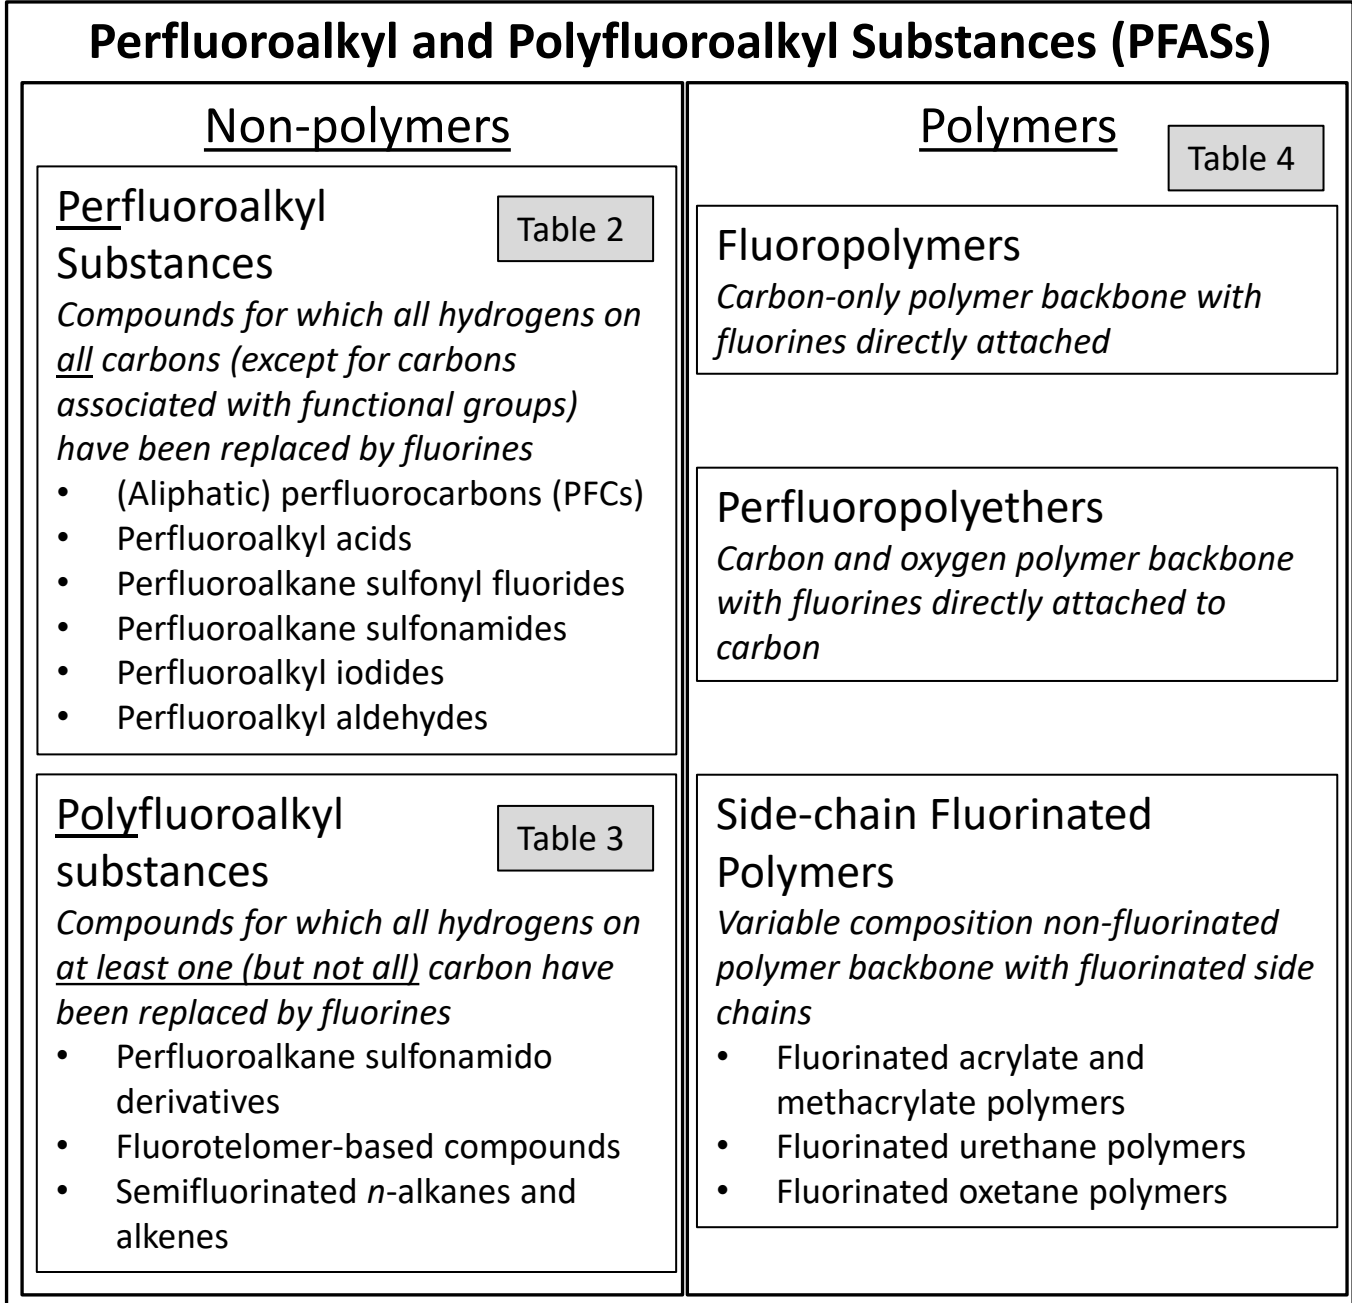 Perfluoroalkyl and Polyfluoroalkyl Substances (PFASs)
Non-polymers
Perfluoroalkyl
Substances
Table 2
Compounds for which all hydrogens on
all carbons (except for carbons
associated with functional groups)
have been replaced by fluorines
• (Aliphatic) perfluorocarbons (PFCs)
• Perfluoroalkyl acids
• Perfluoroalkane sulfonyl fluorides
• Perfluoroalkane sulfonamides
• Perfluoroalkyl iodides
• Perfluoroalkyl aldehydes
Polyfluoroalkyl
substances
Table 3
Compounds for which all hydrogens on
at least one (but not all) carbon have
been replaced by fluorines
• Perfluoroalkane sulfonamido
derivatives
• Fluorotelomer-based compounds
• Semifluorinated n-alkanes and
alkenes
Polymers
Table 4
Fluoropolymers
Carbon-only polymer backbone with
fluorines directly attached
Perfluoropolyethers
Carbon and oxygen polymer backbone
with fluorines directly attached to
carbon
Side-chain Fluorinated
Polymers
Variable composition non-fluorinated
polymer backbone with fluorinated side
chains
• Fluorinated acrylate and
methacrylate polymers
• Fluorinated urethane polymers
• Fluorinated oxetane polymers